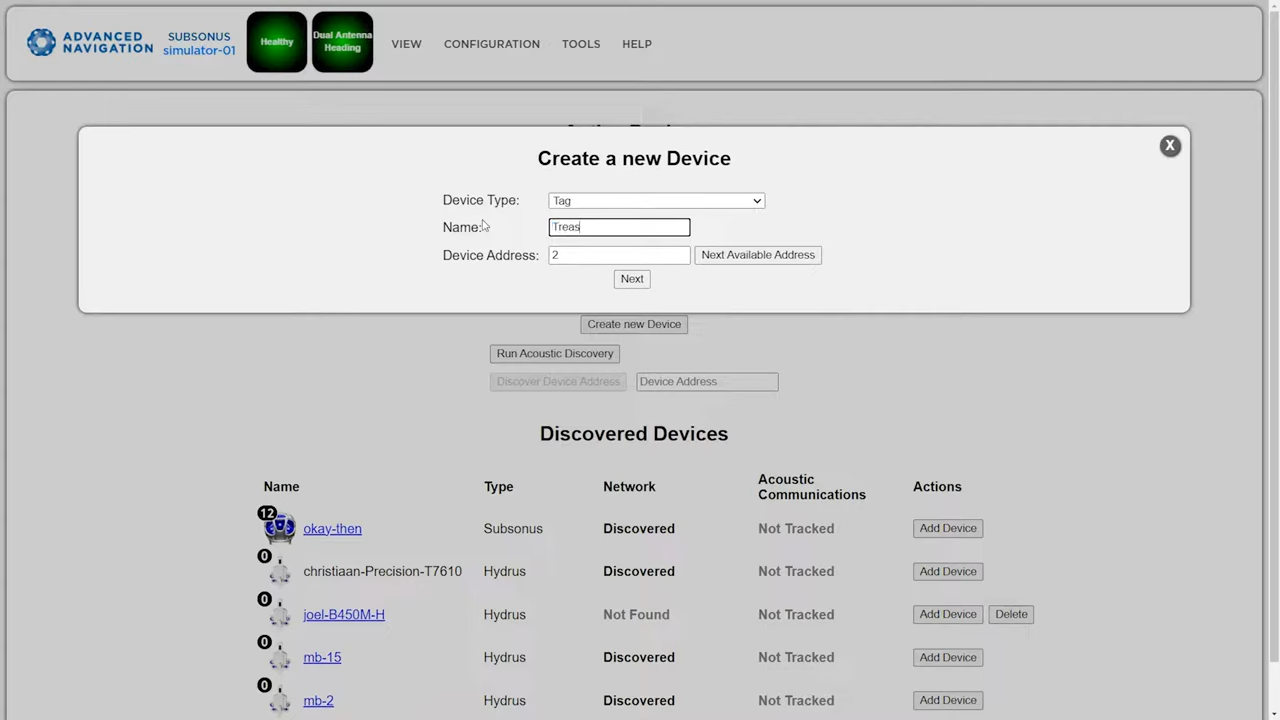 ADVANCED
NAVIGATION
SUBSONUS
simulator-01
Healthy
Dual Antenna
Heading
VIEW
CONFIGURATION
TOOLS
HELP
Create a new Device
X
Device Type:
Tag
Name:
Treas
Device Address:
2
Next Available Address
Next
Create new Device
Run Acoustic Discovery
Discover Device Address
Device Address
Discovered Devices
Name
Type
Network
Acoustic
Communications
Actions
12
okay-then
Subsonus
Discovered
Not Tracked
Add Device
0
christiaan-Precision-T7610
Hydrus
Discovered
Not Tracked
Add Device
0
joel-B450M-H
Hydrus
Not Found
Not Tracked
Add Device
Delete
0
mb-15
Hydrus
Discovered
Not Tracked
Add Device
0
mb-2
Hydrus
Discovered
Not Tracked
Add Device